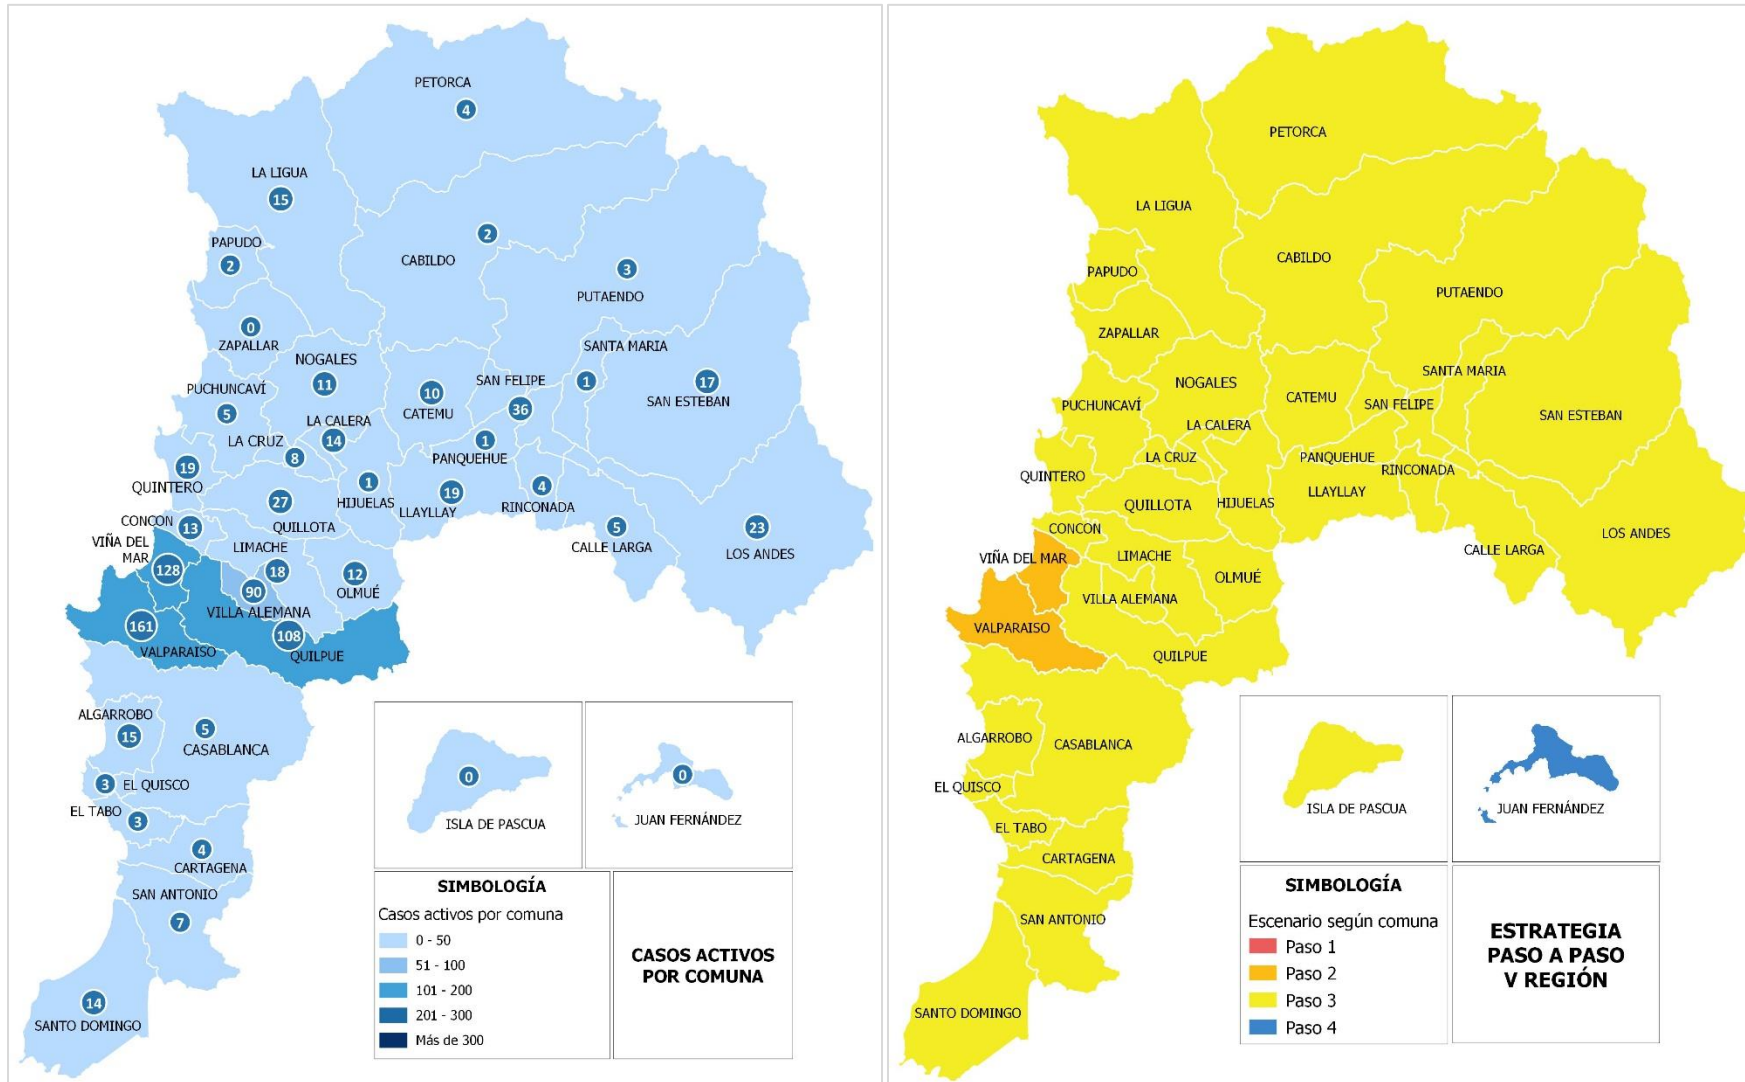 PETORCA
4
LA LIGUA
15
PAPUDO
2
CABILDO
2
3
PUTAENDO
0
ZAPALLAR
NOGALES
11
SANTA MARIA
1
SAN FELIPE
36
17
SAN ESTEBAN
10
CATEMU
PUCHUNCAVÍ
5
LA CALERA
14
LA CRUZ
8
1
PANQUEHUE
19
QUINTERO
27
QUILLOTA
1
HIJUELAS
19
LLAYLLAY
4
RINCONADA
5
CALLE LARGA
23
LOS ANDES
CONCON
13
VIÑA DEL
MAR
128
LIMACHE
18
90
VILLA ALEMANA
12
OLMUÉ
161
VALPARAISO
108
QUILPUE
ALGARROBO
15
5
CASABLANCA
3
EL QUISCO
EL TABO
3
4
CARTAGENA
SAN ANTONIO
7
14
SANTO DOMINGO
0
ISLA DE PASCUA
0
JUAN FERNÁNDEZ
SIMBOLOGÍA
Casos activos por comuna
0 - 50
51 - 100
101 - 200
201 - 300
Más de 300
CASOS ACTIVOS
POR COMUNA
PETORCA
LA LIGUA
CABILDO
PAPUDO
PUTAENDO
ZAPALLAR
SANTA MARIA
NOGALES
CATEMU
SAN FELIPE
PUCHUNCAVÍ
SAN ESTEBAN
LA CALERA
LA CRUZ
PANQUEHUE
RINCONADA
QUINTERO
LLAYLLAY
QUILLOTA
HIJUELAS
CONCON
LOS ANDES
VIÑA DEL MAR
LIMACHE
CALLE LARGA
OLMUÉ
VILLA ALEMANA
VALPARAISO
QUILPUE
ALGARROBO
CASABLANCA
EL QUISCO
EL TABO
CARTAGENA
SAN ANTONIO
SANTO DOMINGO
ISLA DE PASCUA
JUAN FERNÁNDEZ
SIMBOLOGÍA
Escenario según comuna
Paso 1
Paso 2
Paso 3
Paso 4
ESTRATEGIA
PASO A PASO
V REGIÓN